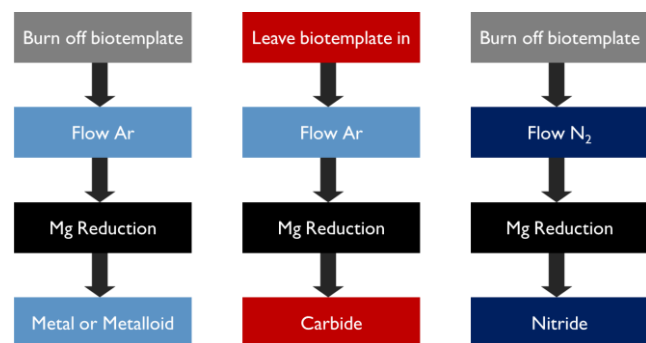 Burn off biotemplate
Leave biotemplate in
Burn off biotemplate
Flow Ar
Flow Ar
Flow N₂
Mg Reduction
Mg Reduction
Mg Reduction
Metal or Metalloid
Carbide
Nitride